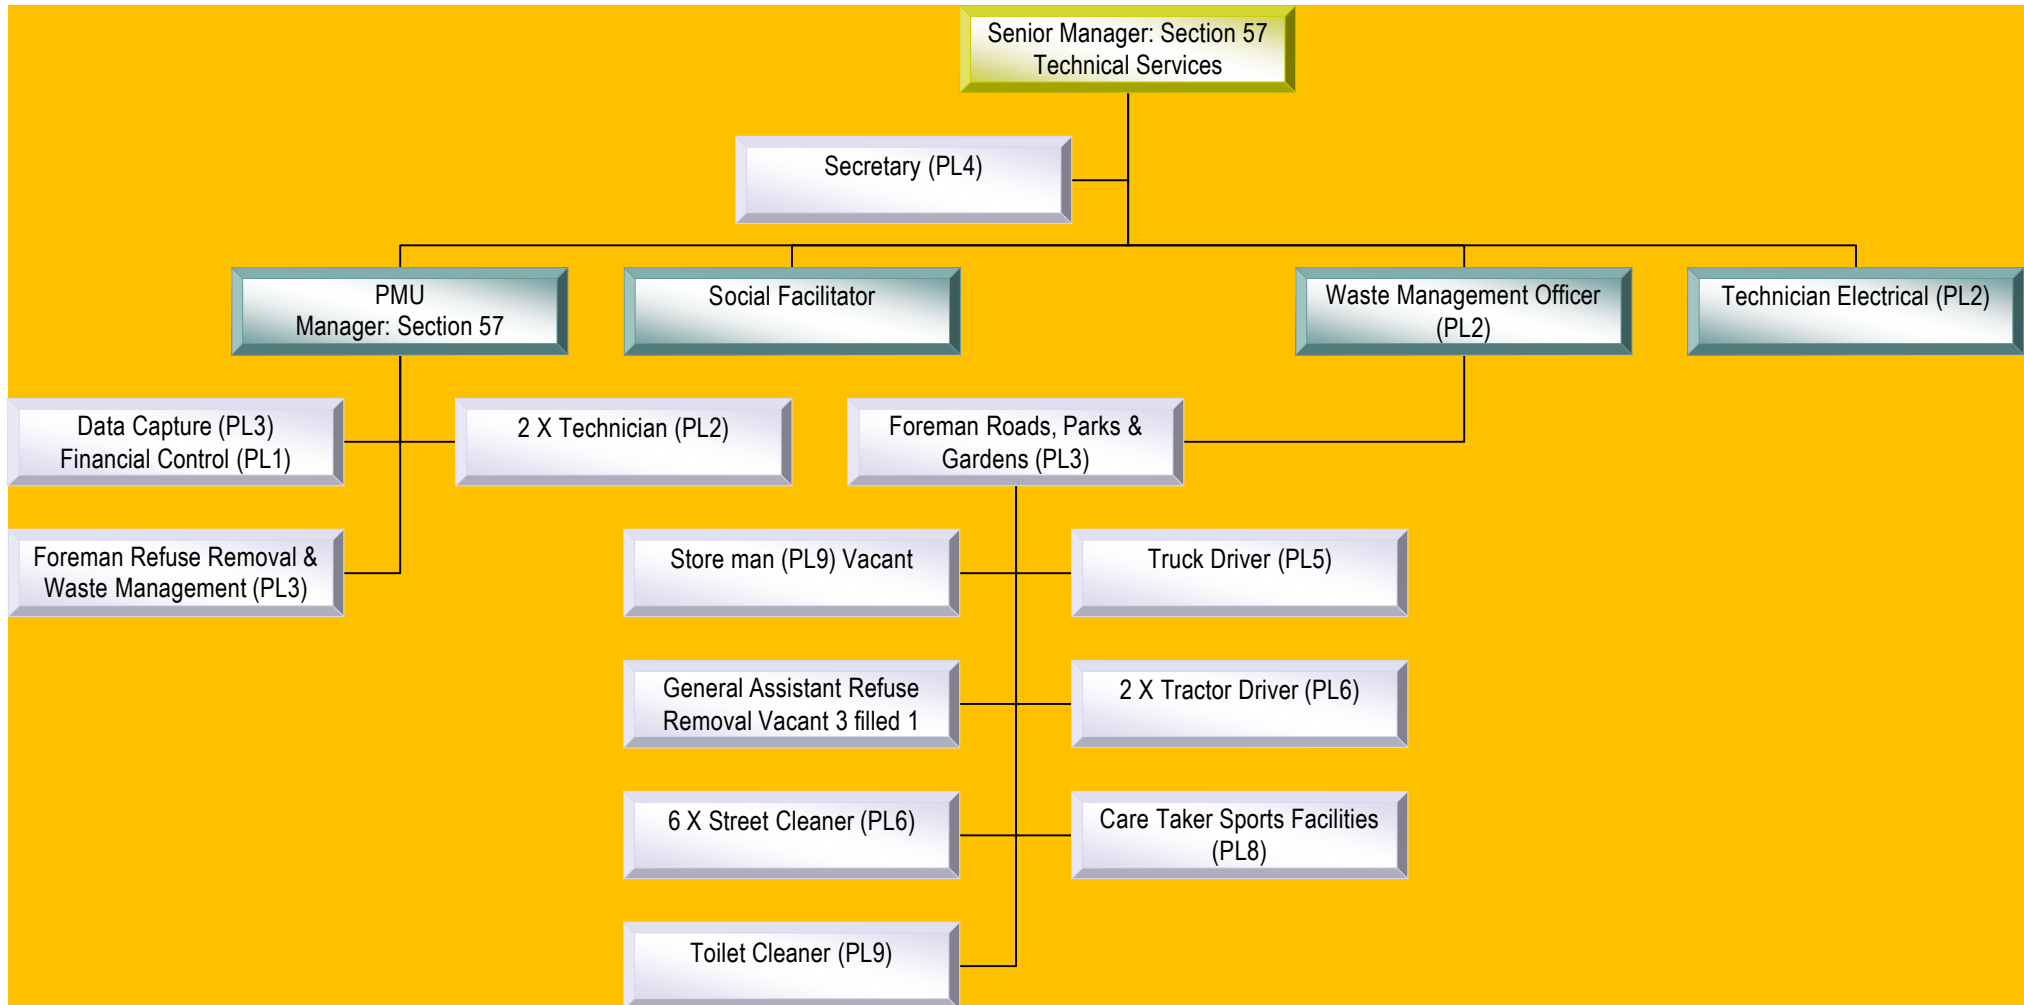 Senior Manager: Section 57
Technical Services
Secretary (PL4)
PMU
Manager: Section 57
Social Facilitator
Waste Management Officer
(PL2)
Technician Electrical (PL2)
Data Capture (PL3)
Financial Control (PL1)
2 X Technician (PL2)
Foreman Roads, Parks &
Gardens (PL3)
Foreman Refuse Removal &
Waste Management (PL3)
Store man (PL9) Vacant
Truck Driver (PL5)
General Assistant Refuse
Removal Vacant 3 filled 1
2 X Tractor Driver (PL6)
6 X Street Cleaner (PL6)
Care Taker Sports Facilities
(PL8)
Toilet Cleaner (PL9)